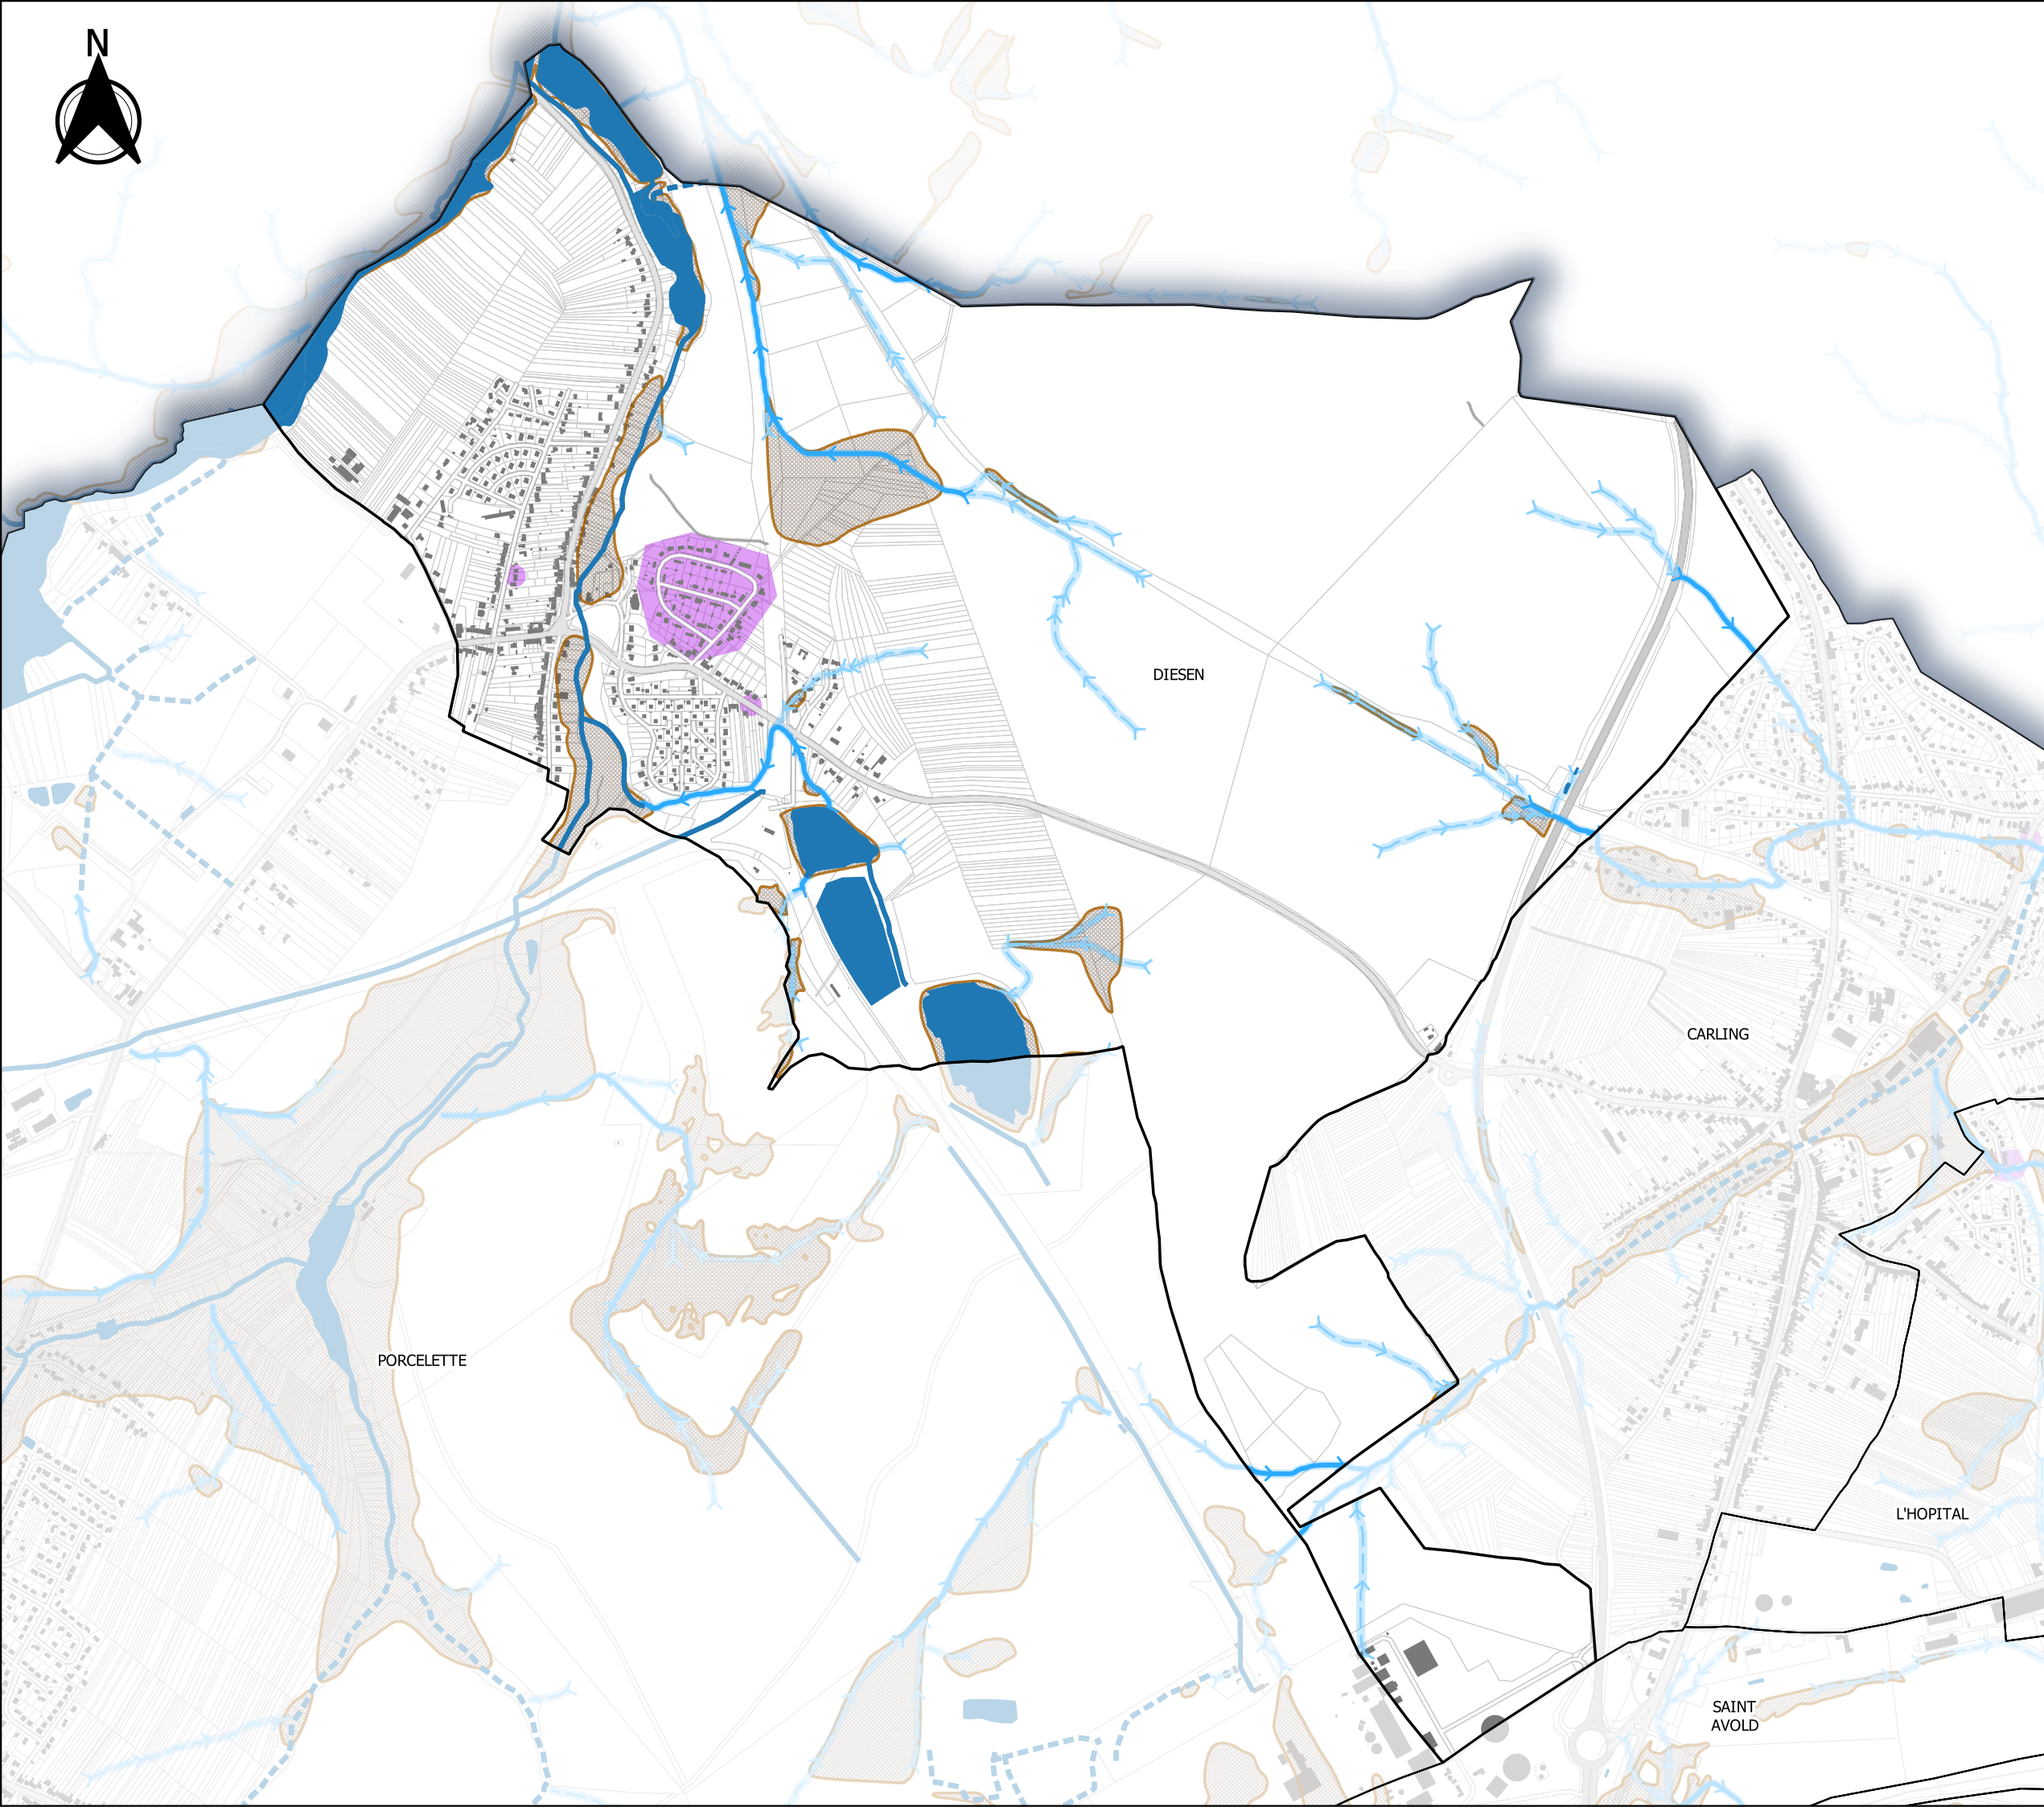 N
DIESEN
CARLING
PORCELETTE
L'HOPITAL
SAINT
AVOLD